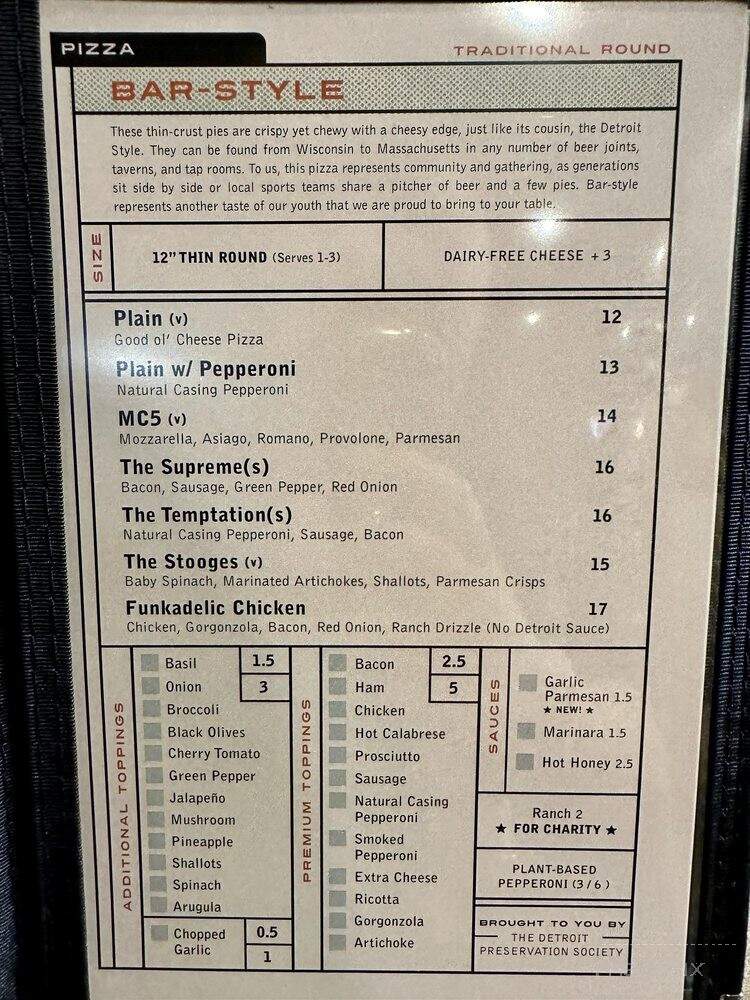 PIZZA
TRADITIONAL ROUND
BAR-STYLE
These thin-crust pies are crispy yet chewy with a cheesy edge, just like its cousin, the Detroit
Style. They can be found from Wisconsin to Massachusetts in any number of beer joints,
taverns, and tap rooms. To us, this pizza represents community and gathering, as generations
sit side by side or local sports teams share a pitcher of beer and a few pies. Bar-style
represents another taste of our youth that we are proud to bring to your table.
SIZE
12" THIN ROUND (Serves 1-3)
DAIRY-FREE CHEESE +3
Plain (v) 12
Good ol' Cheese Pizza
Plain w/ Pepperoni 13
Natural Casing Pepperoni
MC5 (v) 14
Mozzarella, Asiago, Romano, Provolone, Parmesan
The Supreme(s) 16
Bacon, Sausage, Green Pepper, Red Onion
The Temptation(s) 16
Natural Casing Pepperoni, Sausage, Bacon
The Stooges (v) 15
Baby Spinach, Marinated Artichokes, Shallots, Parmesan Crisps
Funkadelic Chicken 17
Chicken, Gorgonzola, Bacon, Red Onion, Ranch Drizzle (No Detroit Sauce)
ADDITIONAL TOPPINGS
Basil 1.5
Onion 3
Broccoli
Black Olives
Cherry Tomato
Green Pepper
Jalapeño
Mushroom
Pineapple
Shallots
Spinach
Arugula
Chopped 0.5
Garlic 1
PREMIUM TOPPINGS
Bacon 2.5
Ham 5
Chicken
Hot Calabrese
Prosciutto
Sausage
Natural Casing
Pepperoni
Smoked
Pepperoni
Extra Cheese
Ricotta
Gorgonzola
Artichoke
SAUCES
Garlic
Parmesan 1.5
★ NEW! ★
Marinara 1.5
Hot Honey 2.5
Ranch 2
★ FOR CHARITY ★
PLANT-BASED
PEPPERONI (3/6)
BROUGHT TO YOU BY
THE DETROIT
PRESERVATION SOCIETY